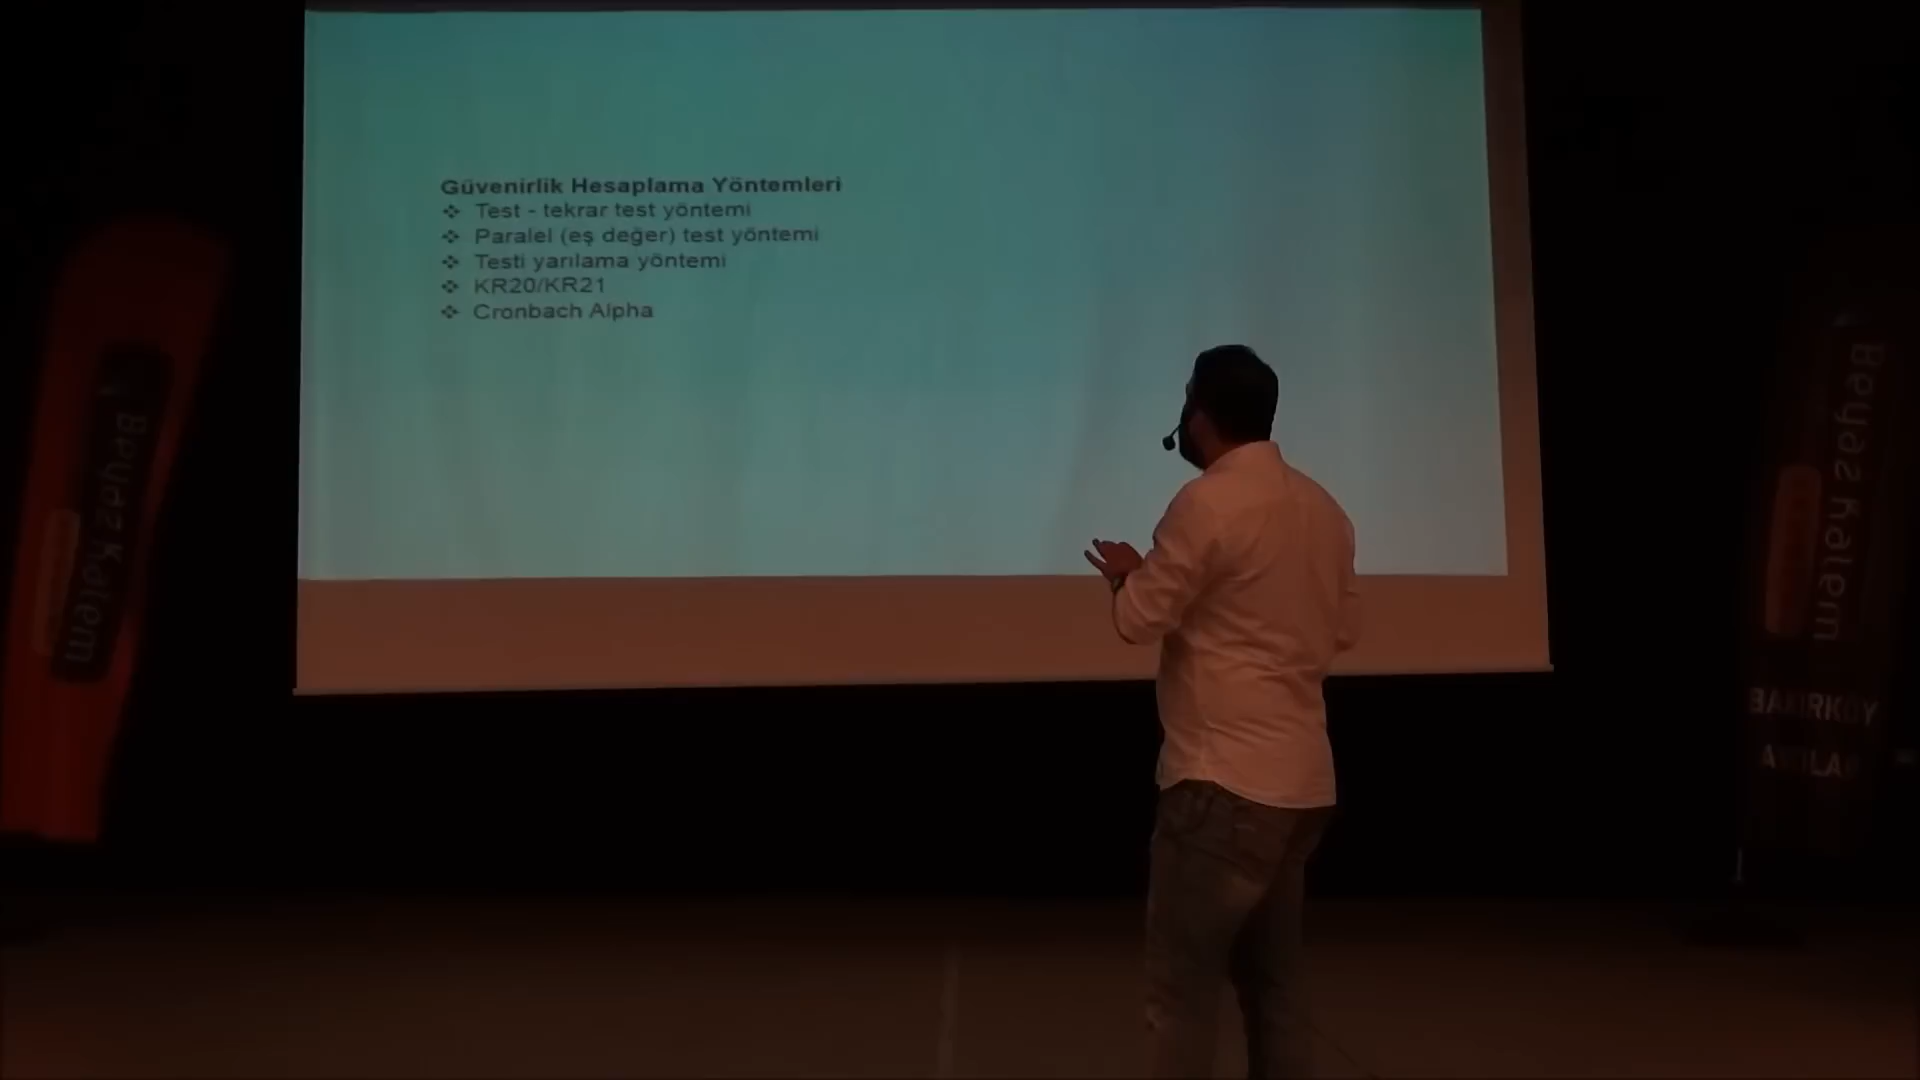 Güvenirlik Hesaplama Yöntemleri
❖ Test - tekrar test yöntemi
❖ Paralel (eş değer) test yöntemi
❖ Testi yarılama yöntemi
❖ KR20/KR21
❖ Cronbach Alpha
Beyaz Kalem
Beyaz Kalem
BAKIRKÖY